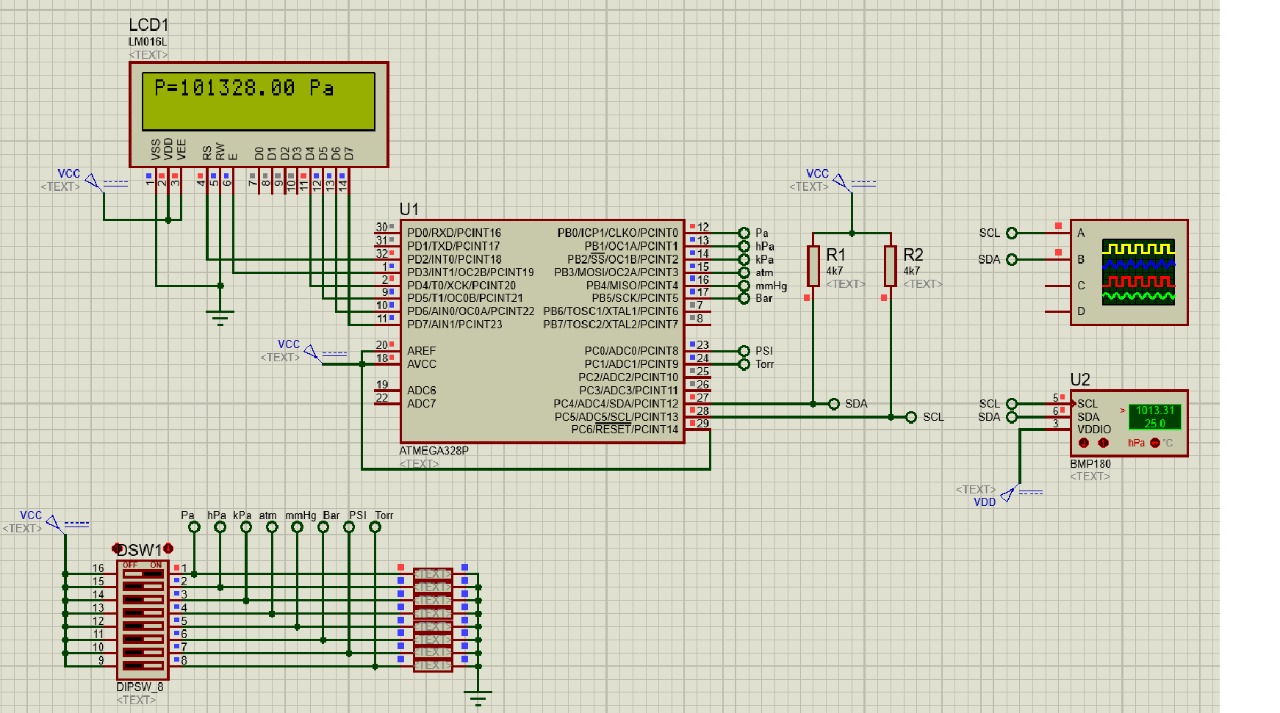 LCD1
LM016L
<TEXT>
P=101328.00 Pa
VSS VDD VEE RS RW E D0 D1 D2 D3 D4 D5 D6 D7
1 2 3 4 5 6 7 8 9 10 11 12 13 14
VCC
<TEXT>
U1
30 PD0/RXD/PCINT16
31 PD1/TXD/PCINT17
32 PD2/INT0/PCINT18
1 PD3/INT1/OC2B/PCINT19
2 PD4/T0/XCK/PCINT20
9 PD5/T1/OC0B/PCINT21
10 PD6/AIN0/OC0A/PCINT22
11 PD7/AIN1/PCINT23
20 AREF
18 AVCC
19 ADC6
22 ADC7
PB0/ICP1/CLKO/PCINT0 12 Pa
PB1/OC1A/PCINT1 13 hPa
PB2/SS/OC1B/PCINT2 14 kPa
PB3/MOSI/OC2A/PCINT3 15 atm
PB4/MISO/PCINT4 16 mmHg
PB5/SCK/PCINT5 17 Bar
PB6/TOSC1/XTAL1/PCINT6 7
PB7/TOSC2/XTAL2/PCINT7 8
PC0/ADC0/PCINT8 23 PSI
PC1/ADC1/PCINT9 24 Torr
PC2/ADC2/PCINT10 25
PC3/ADC3/PCINT11 26
PC4/ADC4/SDA/PCINT12 27 SDA
PC5/ADC5/SCL/PCINT13 28 SCL
PC6/RESET/PCINT14 29
ATMEGA328P
<TEXT>
VCC
<TEXT>
VCC
<TEXT>
R1
4k7
<TEXT>
R2
4k7
<TEXT>
SCL A
SDA B
C
D
U2
SCL 5 SCL
SDA 6 SDA
3 VDDIO
> 1013.31
25.0
hPa °C
BMP180
<TEXT>
<TEXT>
VDD
VCC
<TEXT>
Pa hPa kPa atm mmHg Bar PSI Torr
DSW1
OFF ON
16 1
15 2
14 3
13 4
12 5
11 6
10 7
9 8
<TEXT>
<TEXT>
<TEXT>
<TEXT>
<TEXT>
<TEXT>
<TEXT>
<TEXT>
DIPSW_8
<TEXT>